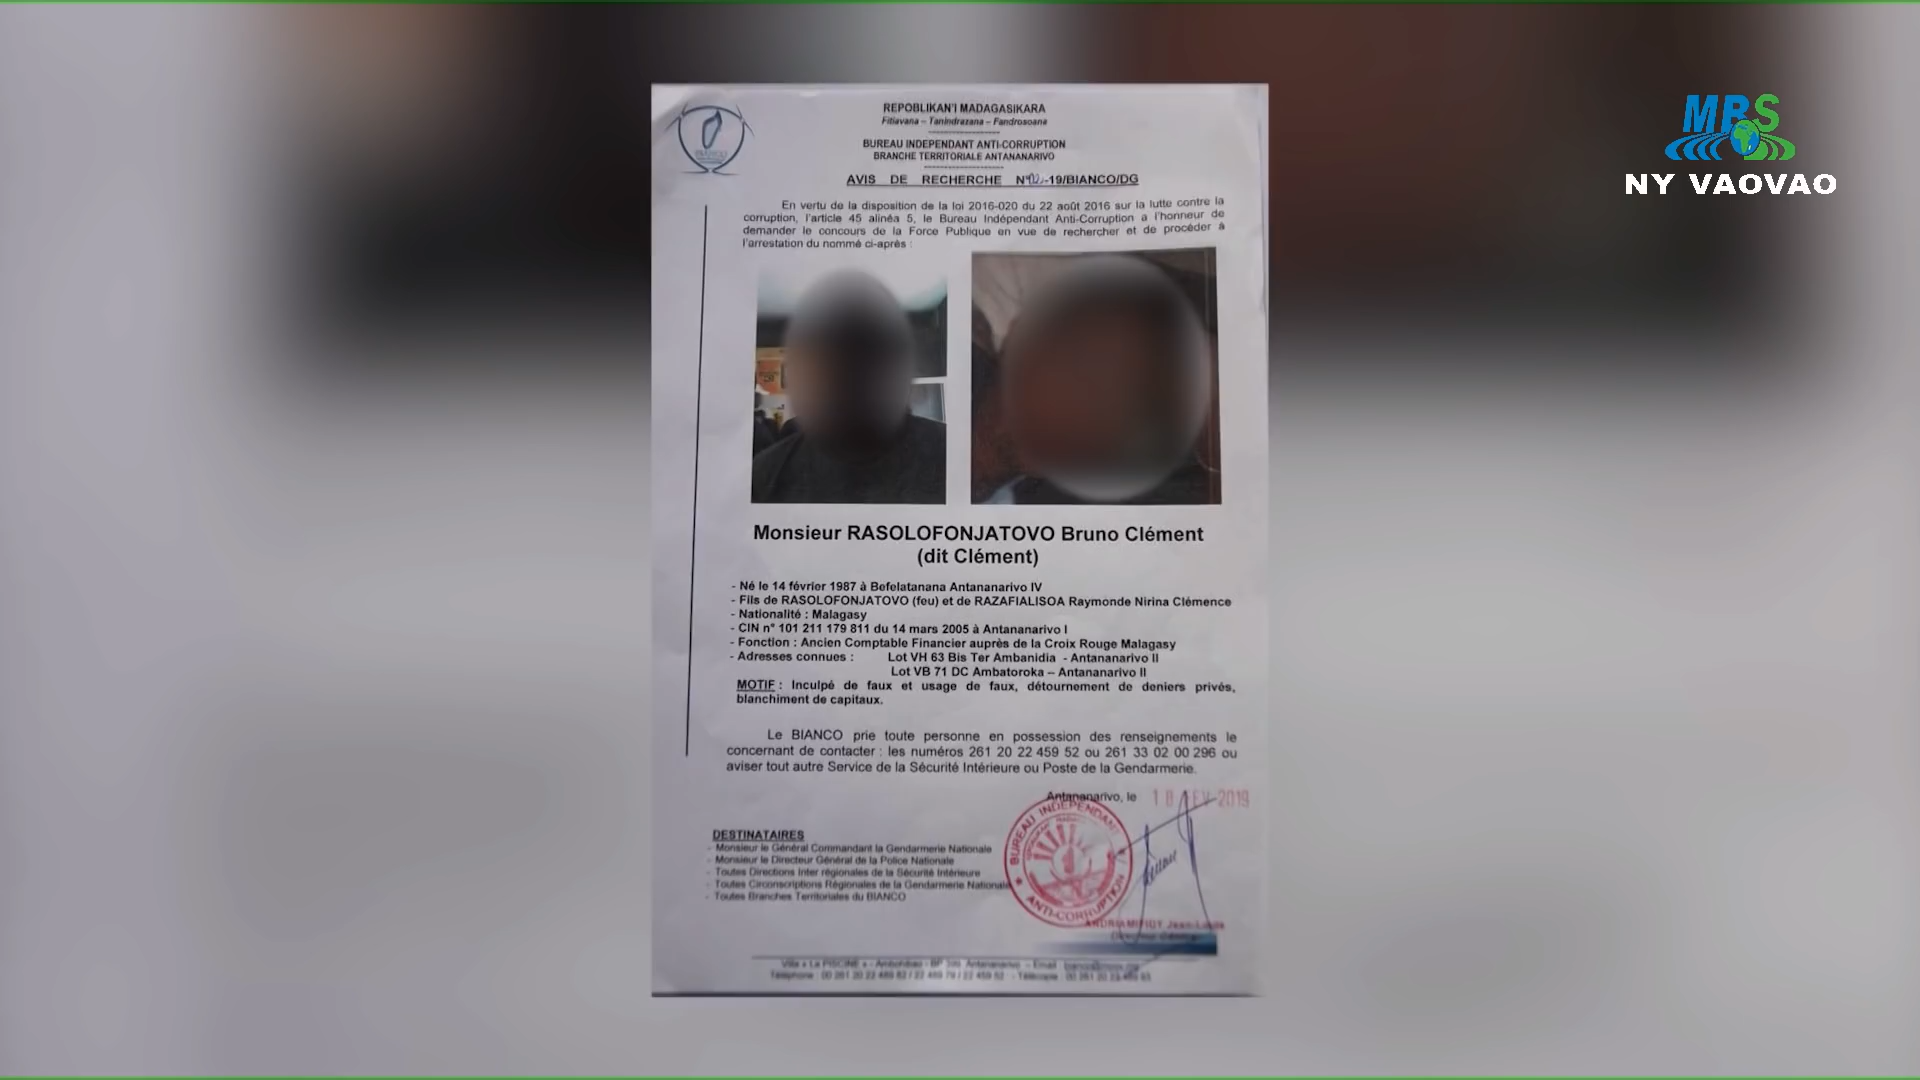 MBS
NY VAOVAO
REPOBLIKAN'I MADAGASIKARA
Fitiavana – Tanindrazana – Fandrosoana
BUREAU INDEPENDANT ANTI-CORRUPTION
BRANCHE TERRITORIALE ANTANANARIVO
AVIS DE RECHERCHE N°02-19/BIANCO/DG
En vertu de la disposition de la loi 2016-020 du 22 août 2016 sur la lutte contre la
corruption, l'article 45 alinéa 5, le Bureau Indépendant Anti-Corruption a l'honneur de
demander le concours de la Force Publique en vue de rechercher et de procéder à
l'arrestation du nommé ci-après :
Monsieur RASOLOFONJATOVO Bruno Clément
(dit Clément)
- Né le 14 février 1987 à Befelatanana Antananarivo IV
- Fils de RASOLOFONJATOVO (feu) et de RAZAFIALISOA Raymonde Nirina Clémence
- Nationalité : Malagasy
- CIN n° 101 211 179 811 du 14 mars 2005 à Antananarivo I
- Fonction : Ancien Comptable Financier auprès de la Croix Rouge Malagasy
- Adresses connues : Lot VH 63 Bis Ter Ambanidia - Antananarivo II
Lot VB 71 DC Ambatoroka – Antananarivo II
MOTIF : Inculpé de faux et usage de faux, détournement de deniers privés,
blanchiment de capitaux.
Le BIANCO prie toute personne en possession des renseignements le
concernant de contacter : les numéros 261 20 22 459 52 ou 261 33 02 00 296 ou
aviser tout autre Service de la Sécurité Intérieure ou Poste de la Gendarmerie.
Antananarivo, le 18 FEV 2019
BUREAU INDEPENDANT
ANTI-CORRUPTION
DESTINATAIRES
- Monsieur le Général Commandant la Gendarmerie Nationale
- Monsieur le Directeur Général de la Police Nationale
- Toutes Directions Inter régionales de la Sécurité Intérieure
- Toutes Circonscriptions Régionales de la Gendarmerie Nationale
- Toutes Branches Territoriales du BIANCO